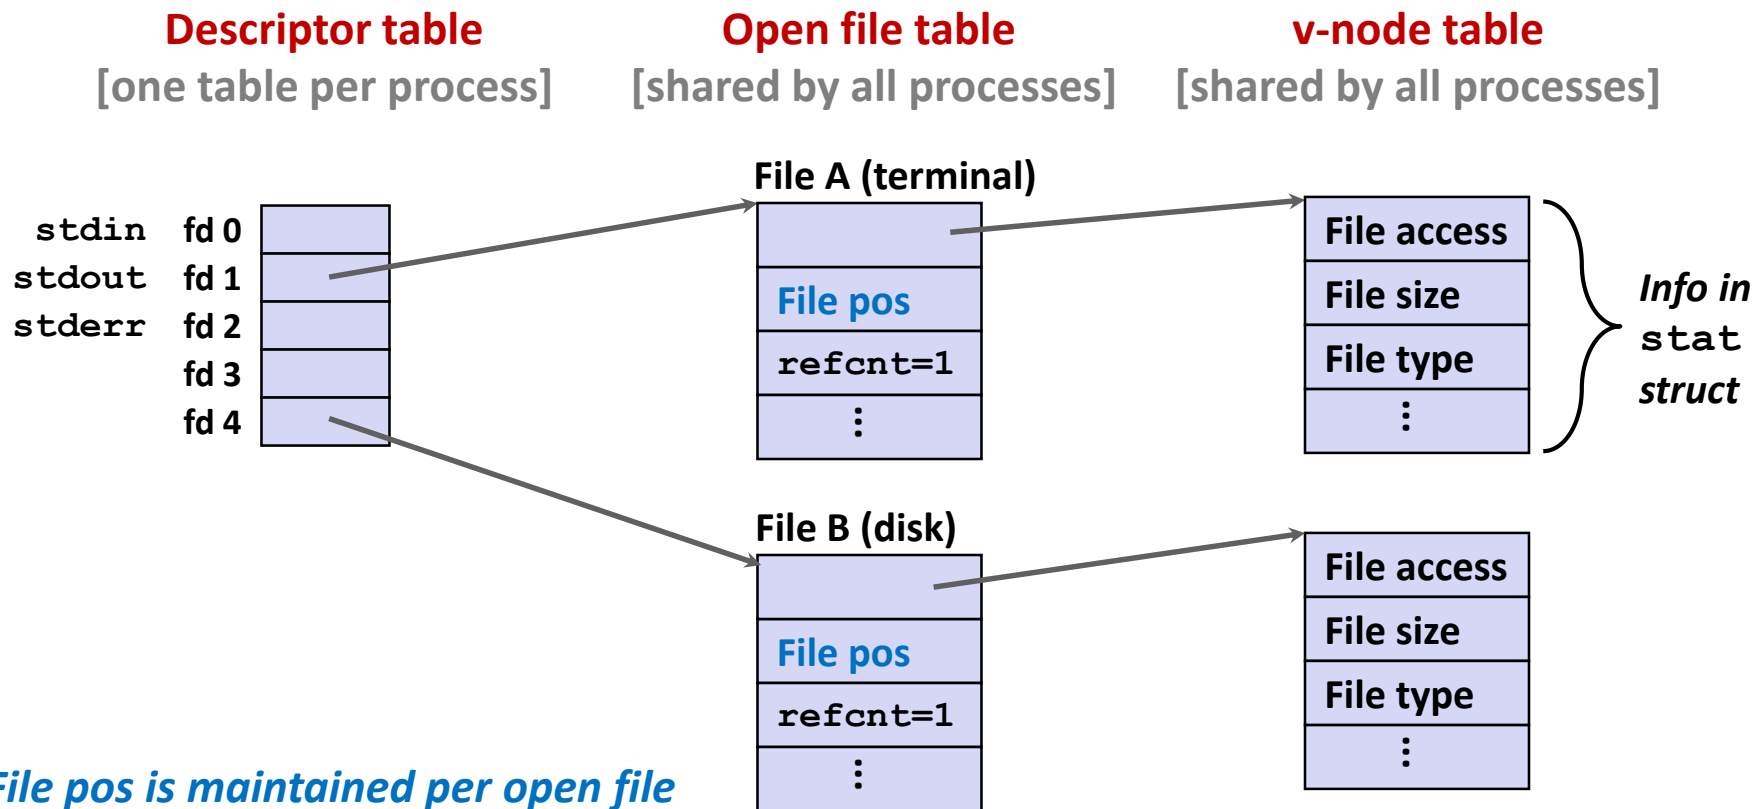 Descriptor table
[one table per process]
Open file table
[shared by all processes]
v-node table
[shared by all processes]
stdin fd 0
stdout fd 1
stderr fd 2
fd 3
fd 4
File A (terminal)
File pos
refcnt=1
⋮
File access
File size
File type
⋮
Info in
stat
struct
File B (disk)
File pos
refcnt=1
⋮
File access
File size
File type
⋮
File pos is maintained per open file